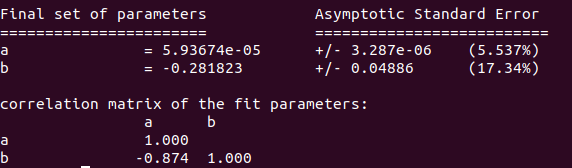 Final set of parameters            Asymptotic Standard Error
=======================            ==========================
a               = 5.93674e-05      +/- 3.287e-06    (5.537%)
b               = -0.281823        +/- 0.04886      (17.34%)
correlation matrix of the fit parameters:
                a      b
a               1.000
b              -0.874  1.000